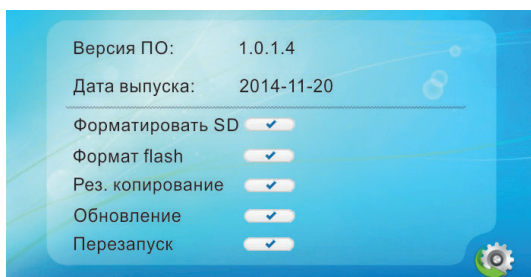 Версия ПО: 1.0.1.4
Дата выпуска: 2014-11-20
Форматировать SD
Формат flash
Рез. копирование
Обновление
Перезапуск